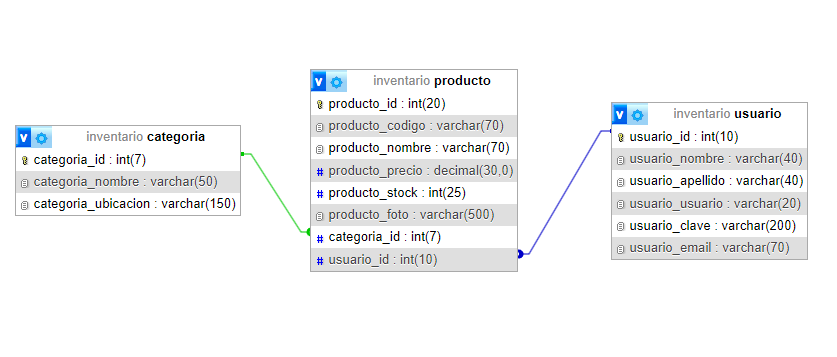 inventario categoria
categoria_id : int(7)
categoria_nombre : varchar(50)
categoria_ubicacion : varchar(150)
inventario producto
producto_id : int(20)
producto_codigo : varchar(70)
producto_nombre : varchar(70)
# producto_precio : decimal(30,0)
# producto_stock : int(25)
producto_foto : varchar(500)
# categoria_id : int(7)
# usuario_id : int(10)
inventario usuario
usuario_id : int(10)
usuario_nombre : varchar(40)
usuario_apellido : varchar(40)
usuario_usuario : varchar(20)
usuario_clave : varchar(200)
usuario_email : varchar(70)